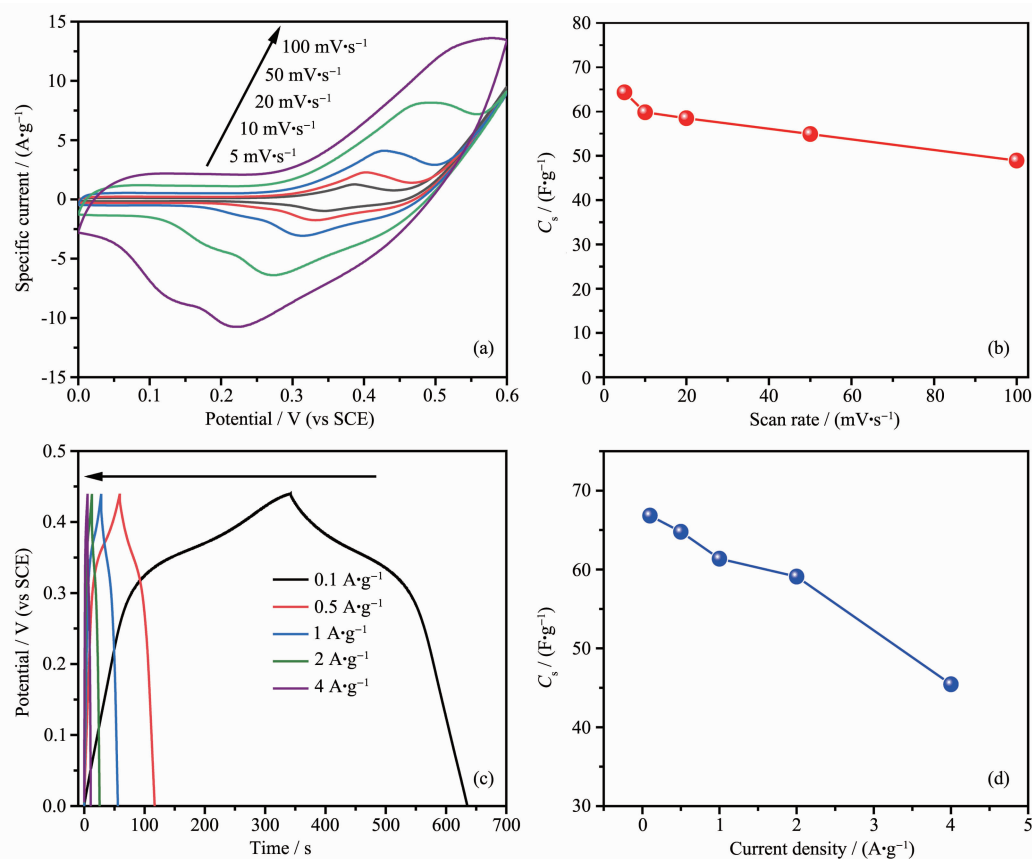 15
10
5
0
-5
-10
-15
Specific current / (A•g⁻¹)
100 mV•s⁻¹
50 mV•s⁻¹
20 mV•s⁻¹
10 mV•s⁻¹
5 mV•s⁻¹
(a)
0.0 0.1 0.2 0.3 0.4 0.5 0.6
Potential / V (vs SCE)
80
70
60
50
40
30
20
10
0
Cₛ / (F•g⁻¹)
(b)
0 20 40 60 80 100
Scan rate / (mV•s⁻¹)
0.5
0.4
0.3
0.2
0.1
0.0
Potential / V (vs SCE)
0.1 A•g⁻¹
0.5 A•g⁻¹
1 A•g⁻¹
2 A•g⁻¹
4 A•g⁻¹
(c)
0 100 200 300 400 500 600 700
Time / s
70
60
50
40
30
Cₛ / (F•g⁻¹)
(d)
0 1 2 3 4 5
Current density / (A•g⁻¹)